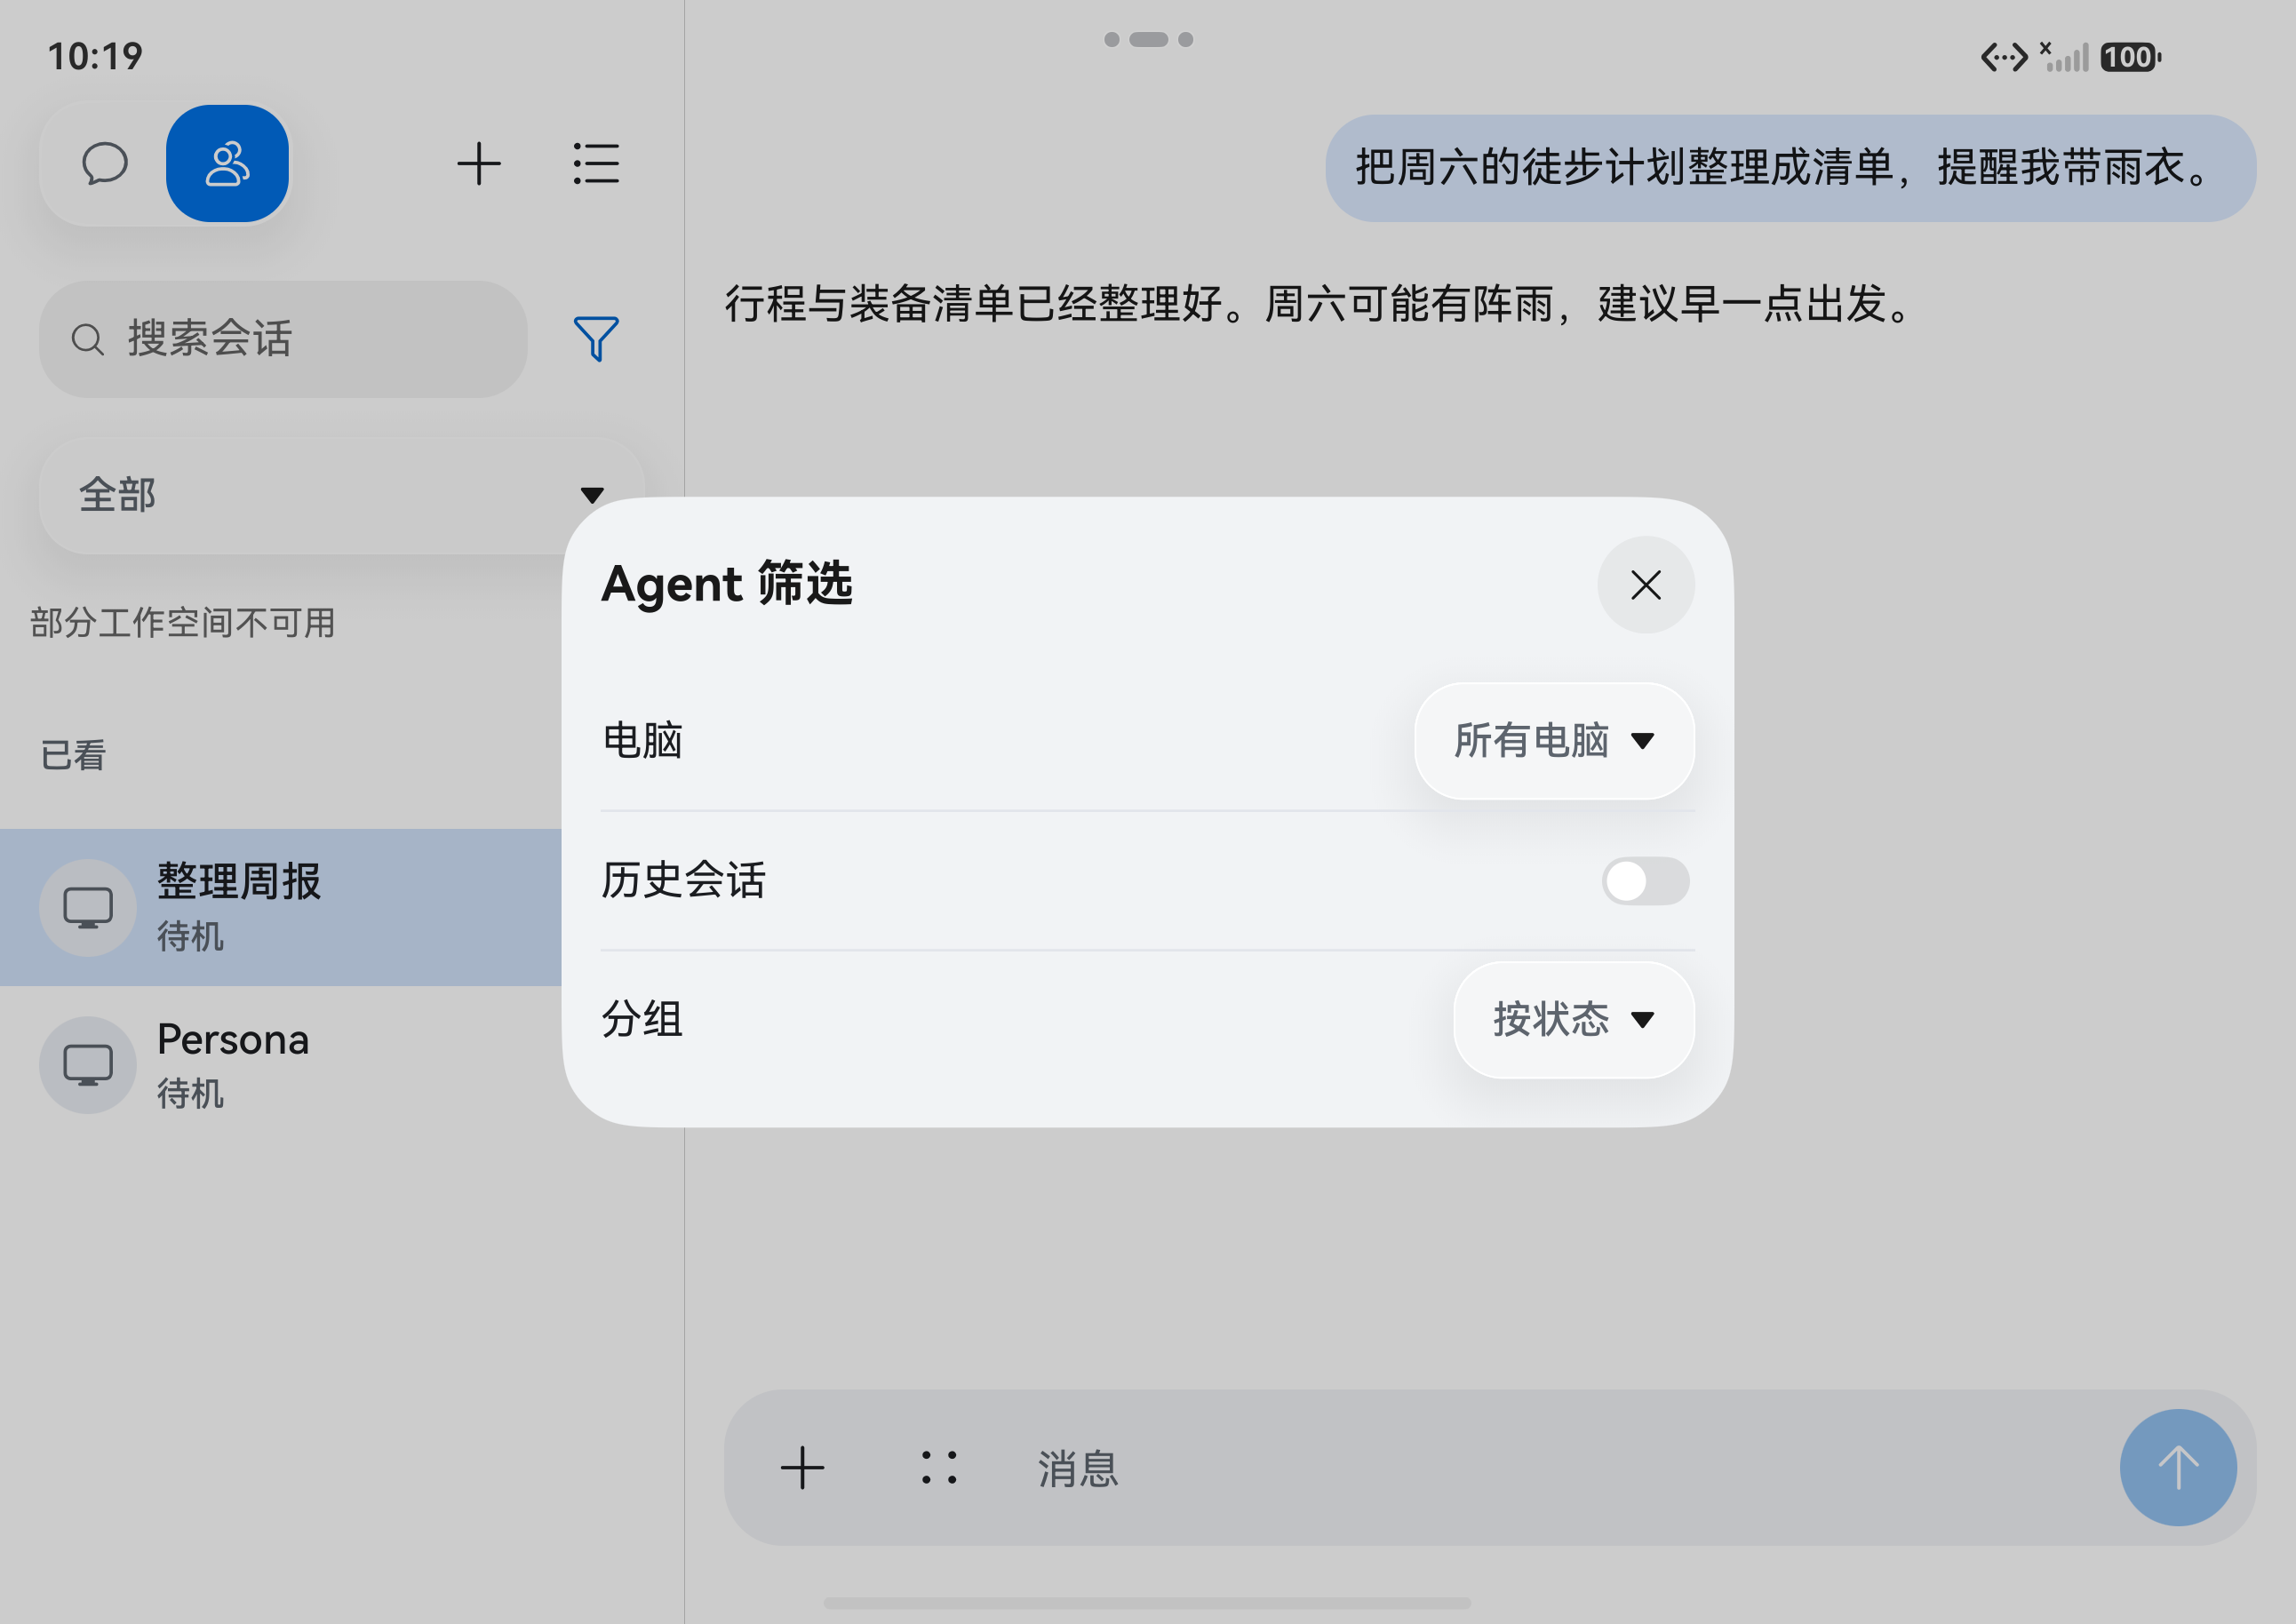 10:19
100
把周六的徒步计划整理成清单，提醒我带雨衣。
行程与装备清单已经整理好。周六可能有阵雨，建议早一点出发。
搜索会话
全部
部分工作空间不可用
已看
整理周报
待机
Persona
待机
Agent 筛选
电脑
所有电脑
历史会话
分组
按状态
消息